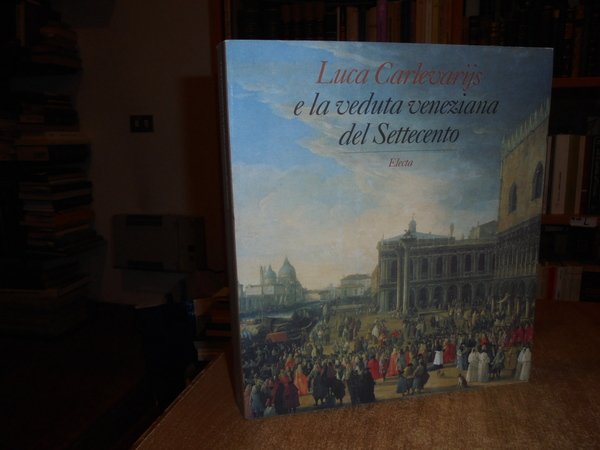 Luca Carlevarijs
e la veduta veneziana
del Settecento
Electa